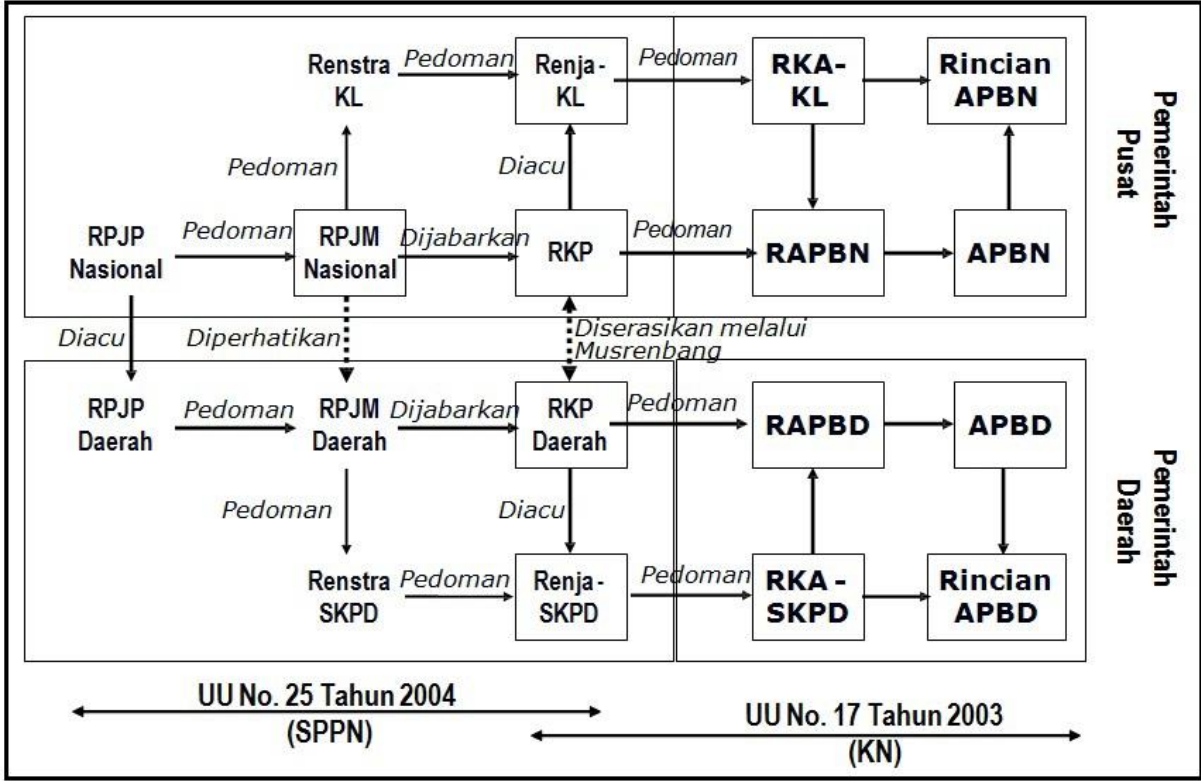 Renstra
KL
Pedoman
Renja-
KL
Pedoman
RKA-
KL
Rincian
APBN
Pedoman
Diacu
RPJP
Nasional
Pedoman
RPJM
Nasional
Dijabarkan
RKP
Pedoman
RAPBN
APBN
Pemerintah
Pusat
Diacu
Diperhatikan
Diserasikan melalui
Musrenbang
RPJP
Daerah
Pedoman
RPJM
Daerah
Dijabarkan
RKP
Daerah
Pedoman
RAPBD
APBD
Pedoman
Diacu
Renstra
SKPD
Pedoman
Renja-
SKPD
Pedoman
RKA -
SKPD
Rincian
APBD
Pemerintah
Daerah
UU No. 25 Tahun 2004
(SPPN)
UU No. 17 Tahun 2003
(KN)